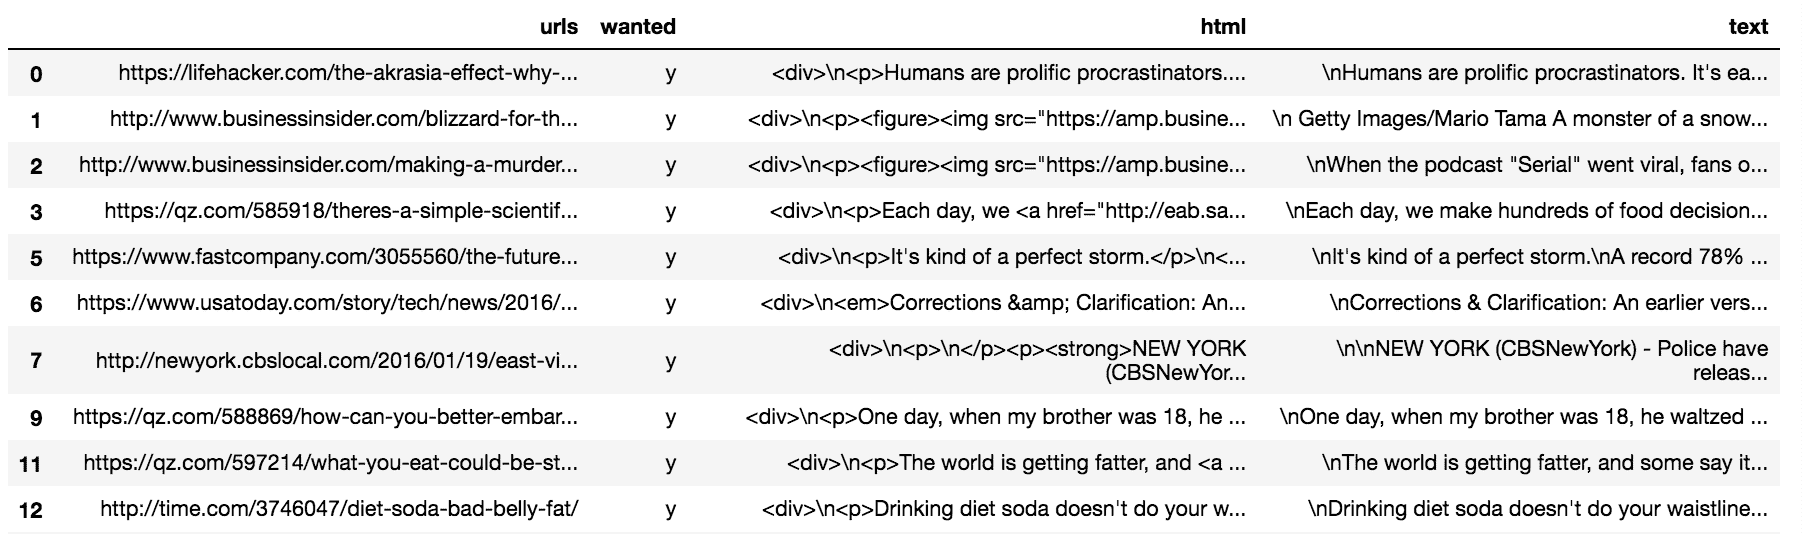 urls wanted html text
0 https://lifehacker.com/the-akrasia-effect-why-... y <div>\n<p>Humans are prolific procrastinators.... \nHumans are prolific procrastinators. It's ea...
1 http://www.businessinsider.com/blizzard-for-th... y <div>\n<p><figure><img src="https://amp.busine... \n Getty Images/Mario Tama A monster of a snow...
2 http://www.businessinsider.com/making-a-murder... y <div>\n<p><figure><img src="https://amp.busine... \nWhen the podcast "Serial" went viral, fans o...
3 https://qz.com/585918/theres-a-simple-scientif... y <div>\n<p>Each day, we <a href="http://eab.sa... \nEach day, we make hundreds of food decision...
5 https://www.fastcompany.com/3055560/the-future... y <div>\n<p>It's kind of a perfect storm.</p>\n<... \nIt's kind of a perfect storm.\nA record 78% ...
6 https://www.usatoday.com/story/tech/news/2016/... y <div>\n<em>Corrections &amp; Clarification: An... \nCorrections & Clarification: An earlier vers...
7 http://newyork.cbslocal.com/2016/01/19/east-vi... y <div>\n<p>\n</p><p><strong>NEW YORK \n\nNEW YORK (CBSNewYork) - Police have
(CBSNewYor... releas...
9 https://qz.com/588869/how-can-you-better-embar... y <div>\n<p>One day, when my brother was 18, he ... \nOne day, when my brother was 18, he waltzed ...
11 https://qz.com/597214/what-you-eat-could-be-st... y <div>\n<p>The world is getting fatter, and <a ... \nThe world is getting fatter, and some say it...
12 http://time.com/3746047/diet-soda-bad-belly-fat/ y <div>\n<p>Drinking diet soda doesn't do your w... \nDrinking diet soda doesn't do your waistline...